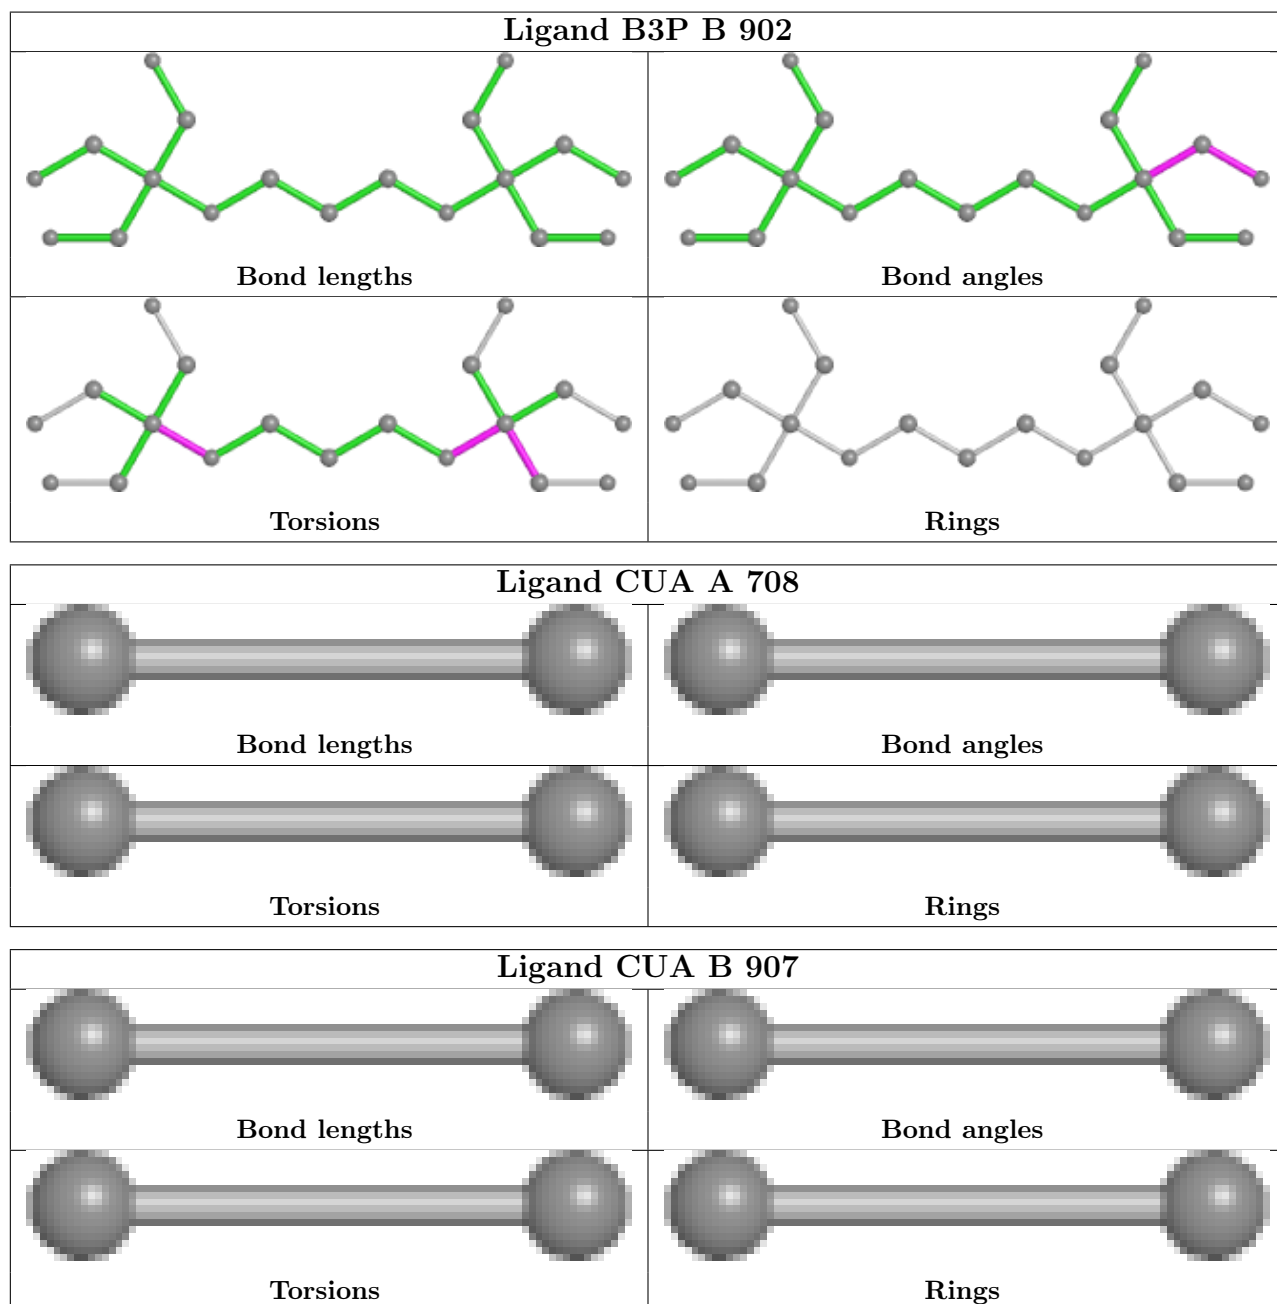 Ligand B3P B 902
Bond lengths
Bond angles
Torsions
Rings
Ligand CUA A 708
Bond lengths
Bond angles
Torsions
Rings
Ligand CUA B 907
Bond lengths
Bond angles
Torsions
Rings